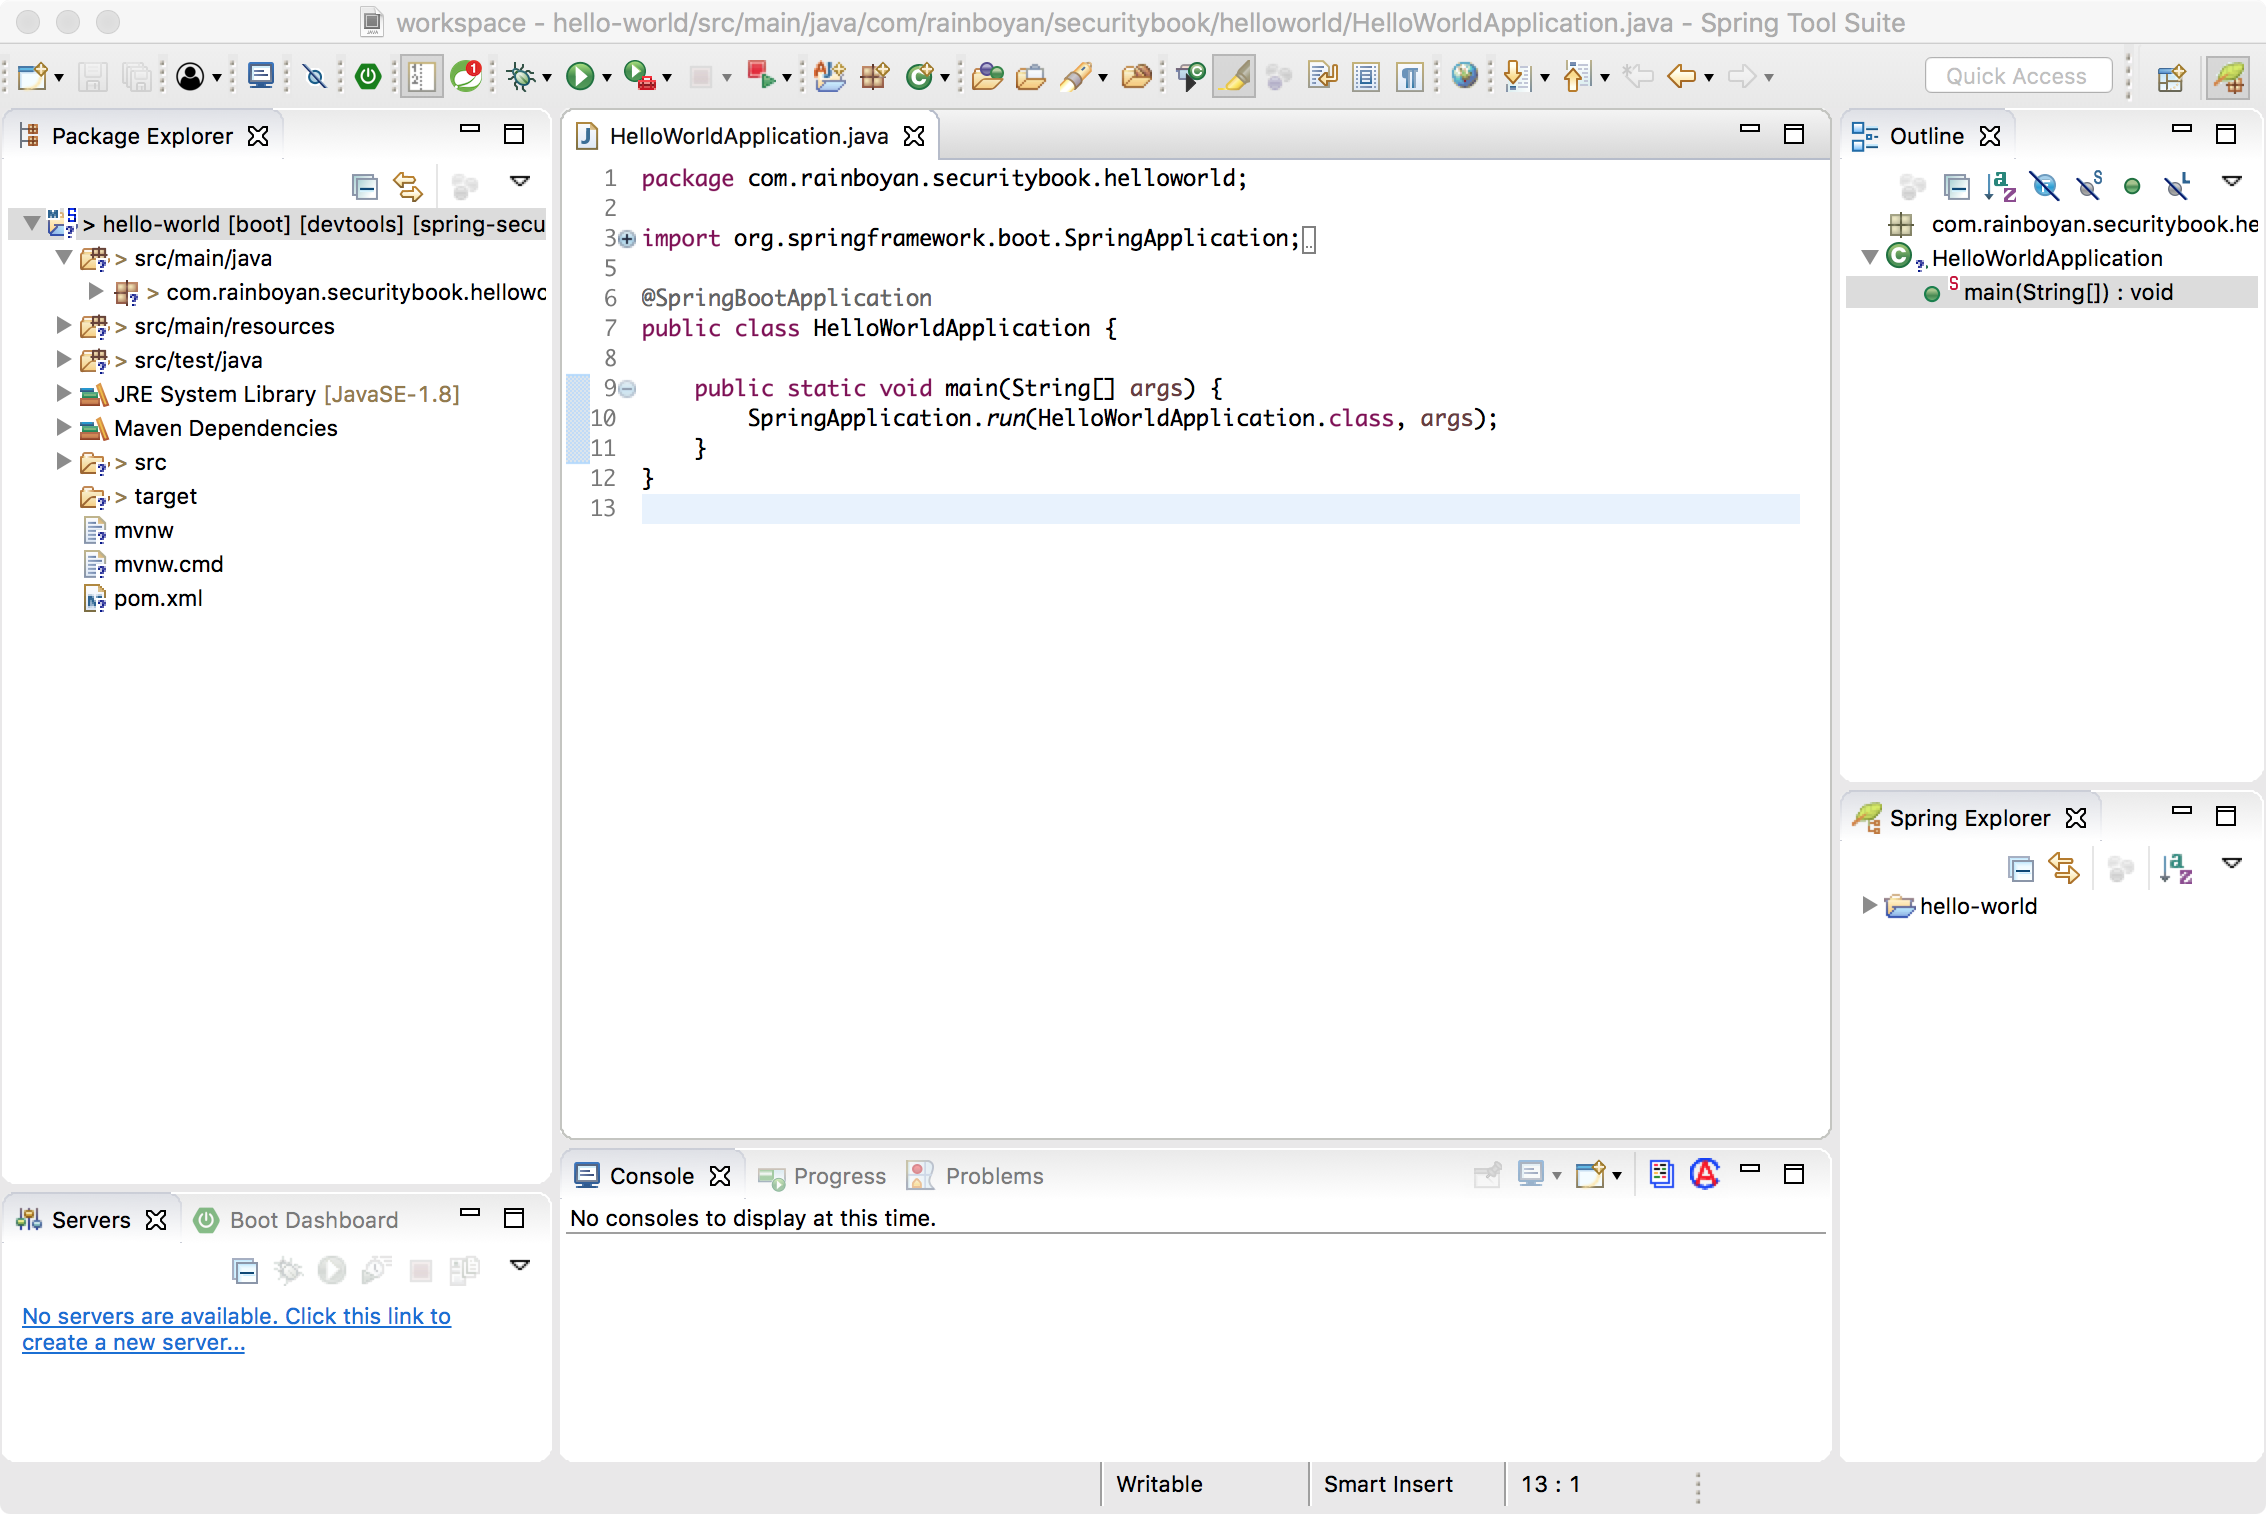 workspace - hello-world/src/main/java/com/rainboyan/securitybook/helloworld/HelloWorldApplication.java - Spring Tool Suite
Quick Access
Package Explorer
> hello-world [boot] [devtools] [spring-secu
> src/main/java
> com.rainboyan.securitybook.hellowo
> src/main/resources
> src/test/java
JRE System Library [JavaSE-1.8]
Maven Dependencies
> src
> target
mvnw
mvnw.cmd
pom.xml
HelloWorldApplication.java
1 package com.rainboyan.securitybook.helloworld;
2
3 import org.springframework.boot.SpringApplication;
5
6 @SpringBootApplication
7 public class HelloWorldApplication {
8
9 public static void main(String[] args) {
10 SpringApplication.run(HelloWorldApplication.class, args);
11 }
12 }
13
Outline
com.rainboyan.securitybook.he
HelloWorldApplication
main(String[]) : void
Spring Explorer
hello-world
Servers Boot Dashboard
No servers are available. Click this link to
create a new server...
Console Progress Problems
No consoles to display at this time.
Writable Smart Insert 13 : 1